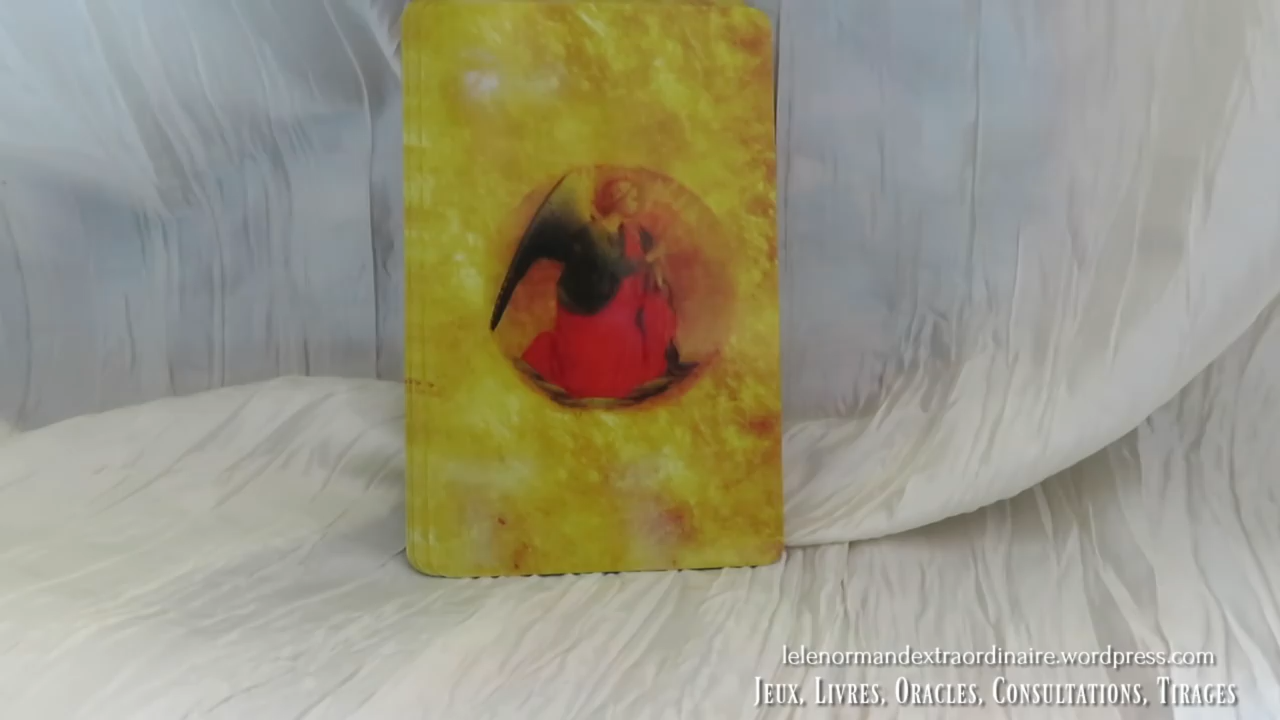 lelenormandextraordinaire.wordpress.com
Jeux, Livres, Oracles, Consultations, Tirages